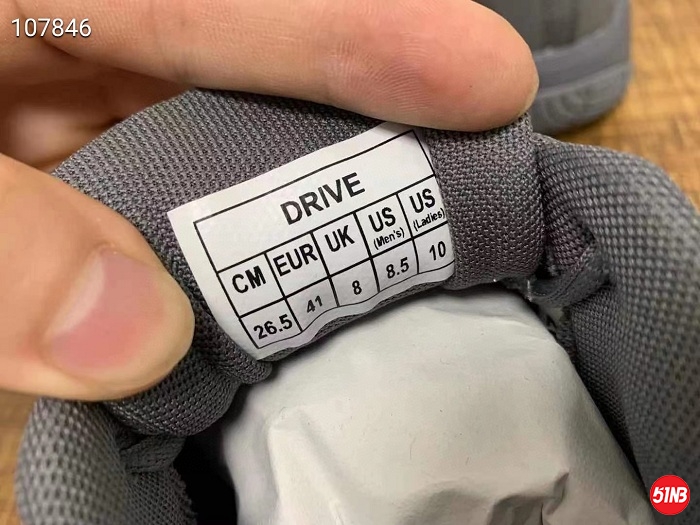 107846
DRIVE
CM EUR UK US (Men's) US (Ladies)
26.5 41 8 8.5 10
51NB